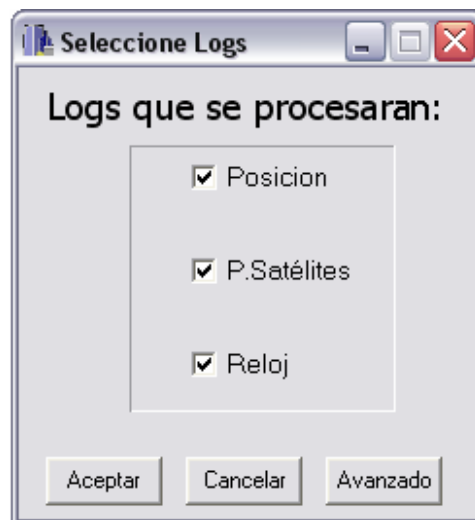 Seleccione Logs
Logs que se procesaran:
Posicion
P.Satélites
Reloj
Aceptar Cancelar Avanzado